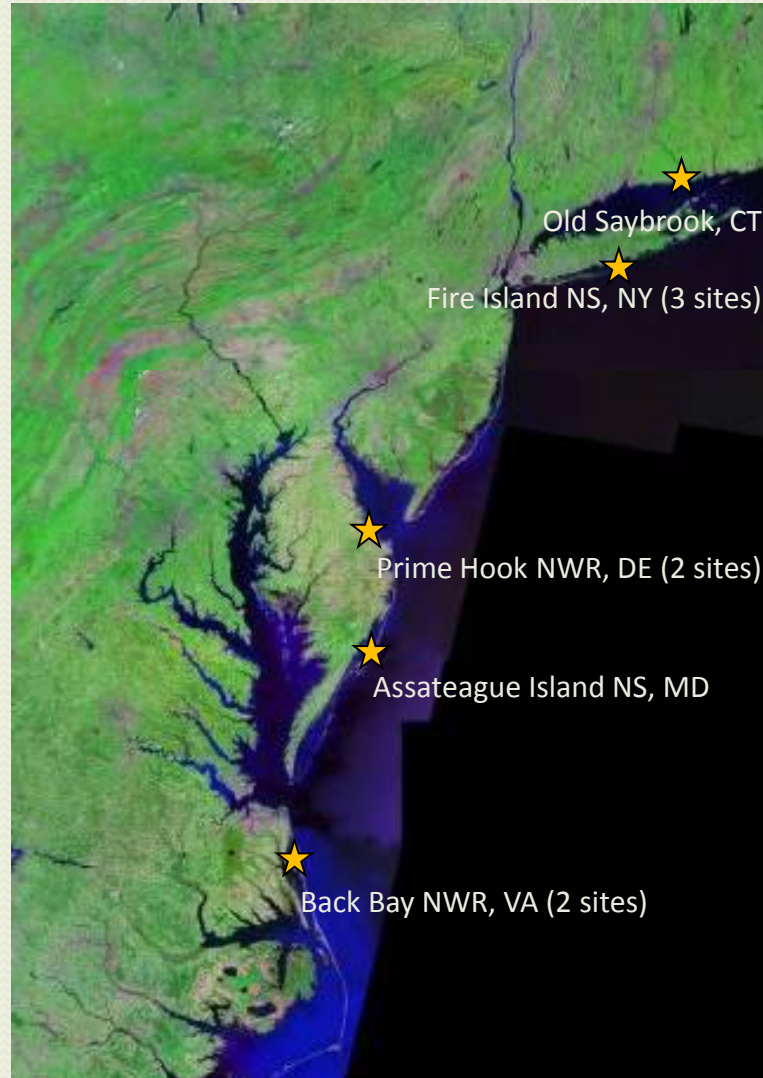 Old Saybrook, CT
Fire Island NS, NY (3 sites)
Prime Hook NWR, DE (2 sites)
Assateague Island NS, MD
Back Bay NWR, VA (2 sites)